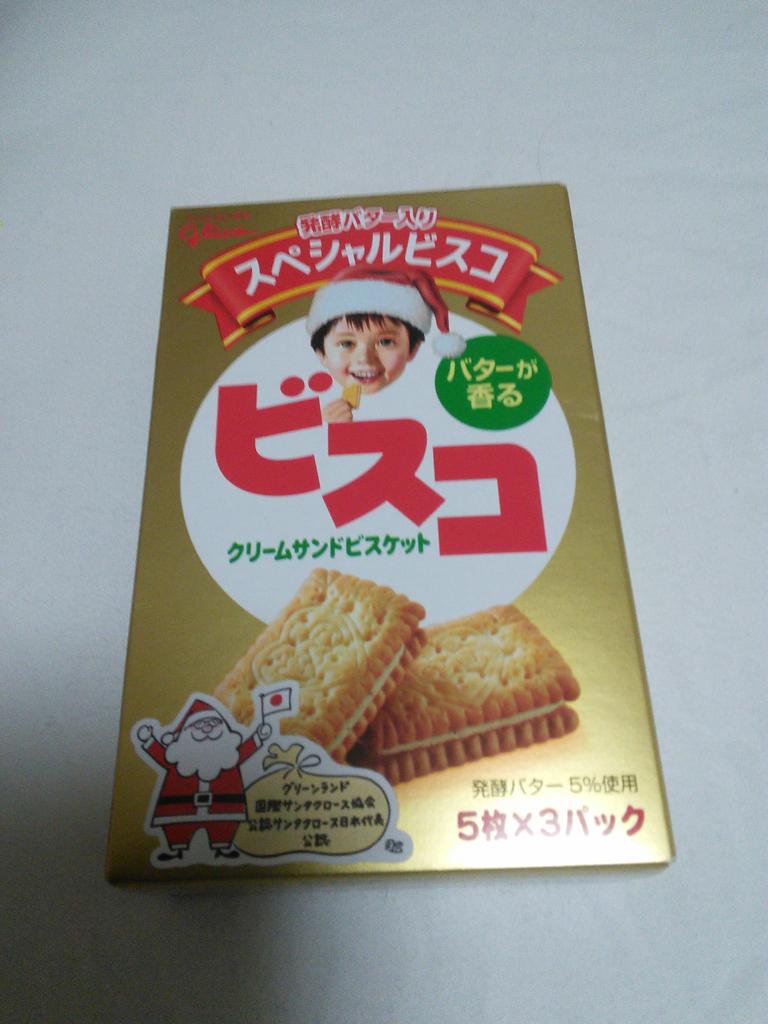 glico
発酵バター入り
スペシャルビスコ
バターが
香る
ビスコ
クリームサンドビスケット
グリーンランド
国際サンタクロース協会
公認サンタクロース日本代表
公認
発酵バター 5%使用
5枚×3パック